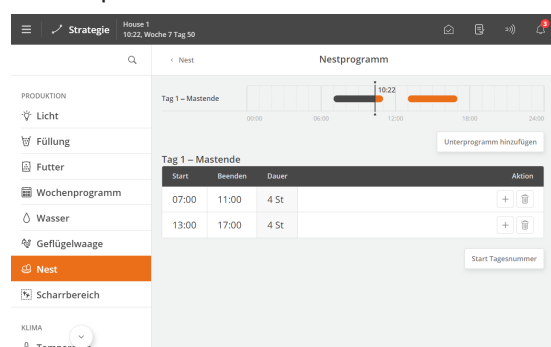 Strategie
House 1
10:22, Woche 7 Tag 50
3
< Nest
Nestprogramm
PRODUKTION
Licht
Füllung
Futter
Wochenprogramm
Wasser
Geflügelwaage
Nest
Scharrbereich
KLIMA
Tag 1 – Mastende
10:22
00:00 06:00 12:00 18:00 24:00
Unterprogramm hinzufügen
Tag 1 – Mastende
Start Beenden Dauer Aktion
07:00 11:00 4 St +
13:00 17:00 4 St +
Start Tagesnummer